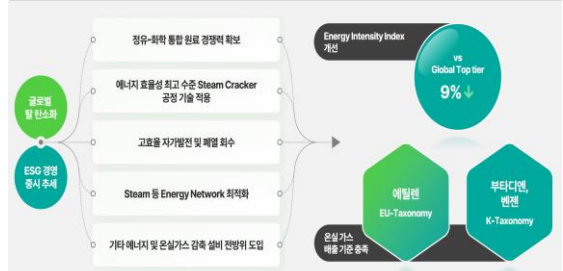 글로벌
탈 탄소화
ESG 경영
중시 추세
정유-화학 통합 원료 경쟁력 확보
에너지 효율성 최고 수준 Steam Cracker
공정 기술 적용
고효율 자가발전 및 폐열 회수
Steam 등 Energy Network 최적화
기타 에너지 및 온실가스 감축 설비 전방위 도입
Energy Intensity Index
개선
vs
Global Top tier
9%↓
에틸렌
EU-Taxonomy
부타디엔,
벤젠
K-Taxonomy
온실 가스
배출 기준 충족